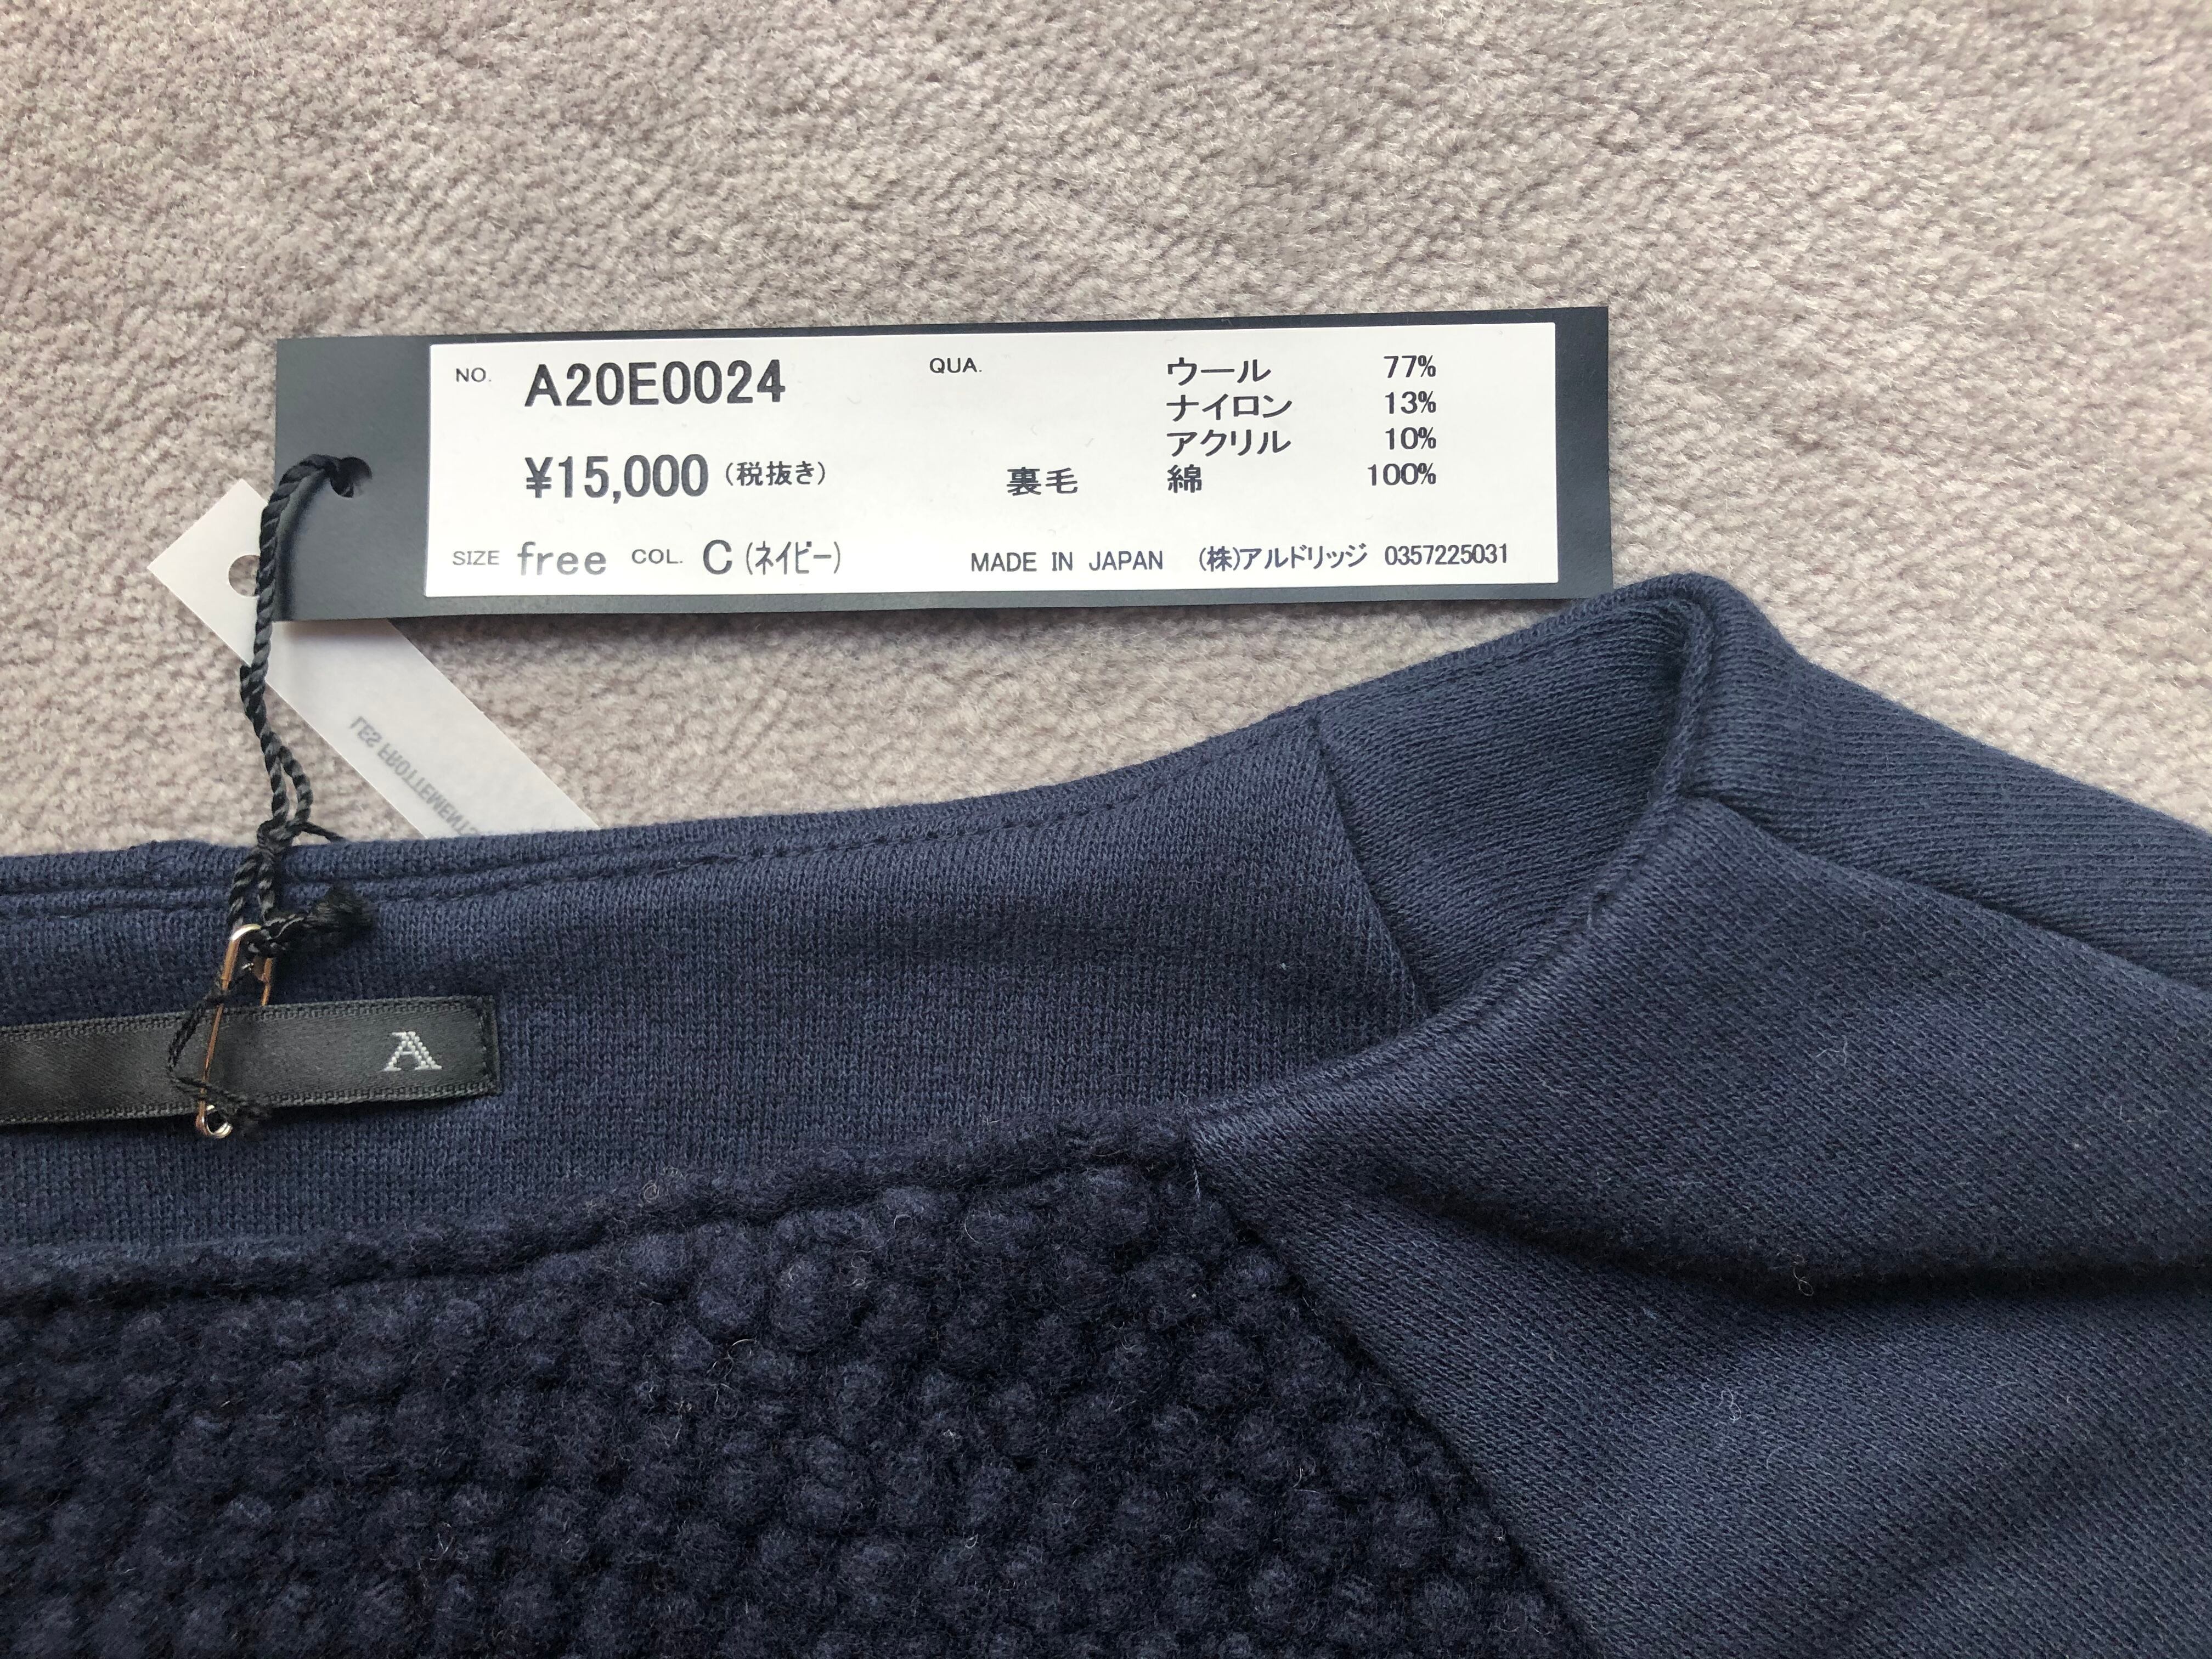 NO. A20E0024
¥15,000 (税抜き)
SIZE free COL. C (ネイビー)
QUA. ウール 77%
ナイロン 13%
アクリル 10%
裏毛 綿 100%
MADE IN JAPAN (株)アルドリッジ 0357225031
LES FROTTEMENTS
A